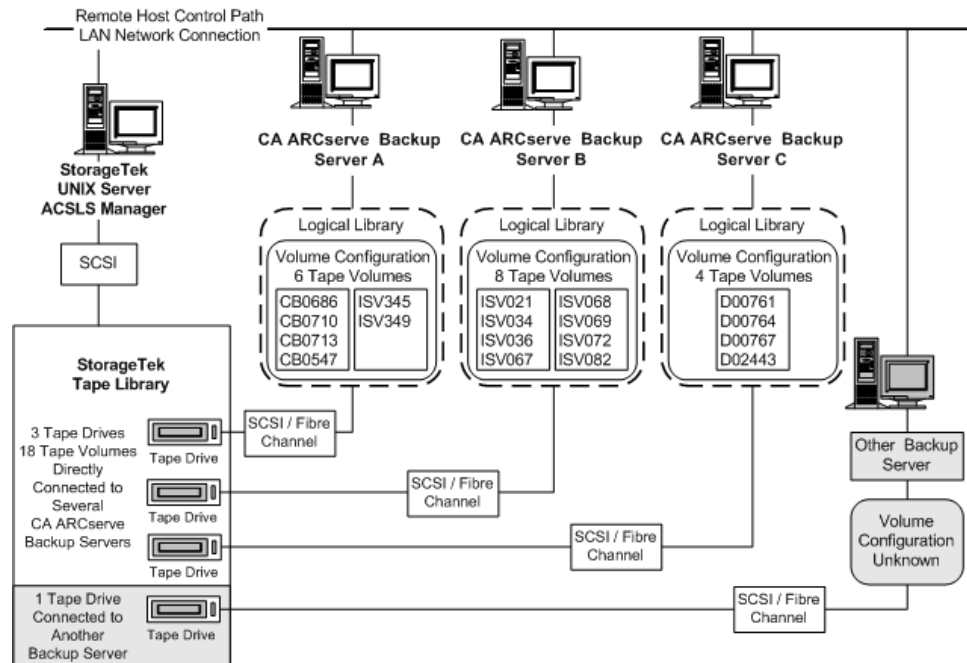 Remote Host Control Path
LAN Network Connection
StorageTek
UNIX Server
ACSLS Manager
SCSI
CA ARCserve Backup
Server A
CA ARCserve Backup
Server B
CA ARCserve Backup
Server C
Logical Library
Volume Configuration
6 Tape Volumes
CB0686
CB0710
CB0713
CB0547
ISV345
ISV349
Logical Library
Volume Configuration
8 Tape Volumes
ISV021
ISV034
ISV036
ISV067
ISV068
ISV069
ISV072
ISV082
Logical Library
Volume Configuration
4 Tape Volumes
D00761
D00764
D00767
D02443
StorageTek
Tape Library
3 Tape Drives
18 Tape Volumes
Directly
Connected to
Several
CA ARCserve
Backup Servers
Tape Drive
Tape Drive
Tape Drive
1 Tape Drive
Connected to
Another
Backup Server
Tape Drive
SCSI / Fibre
Channel
SCSI / Fibre
Channel
SCSI / Fibre
Channel
SCSI / Fibre
Channel
Other Backup
Server
Volume
Configuration
Unknown